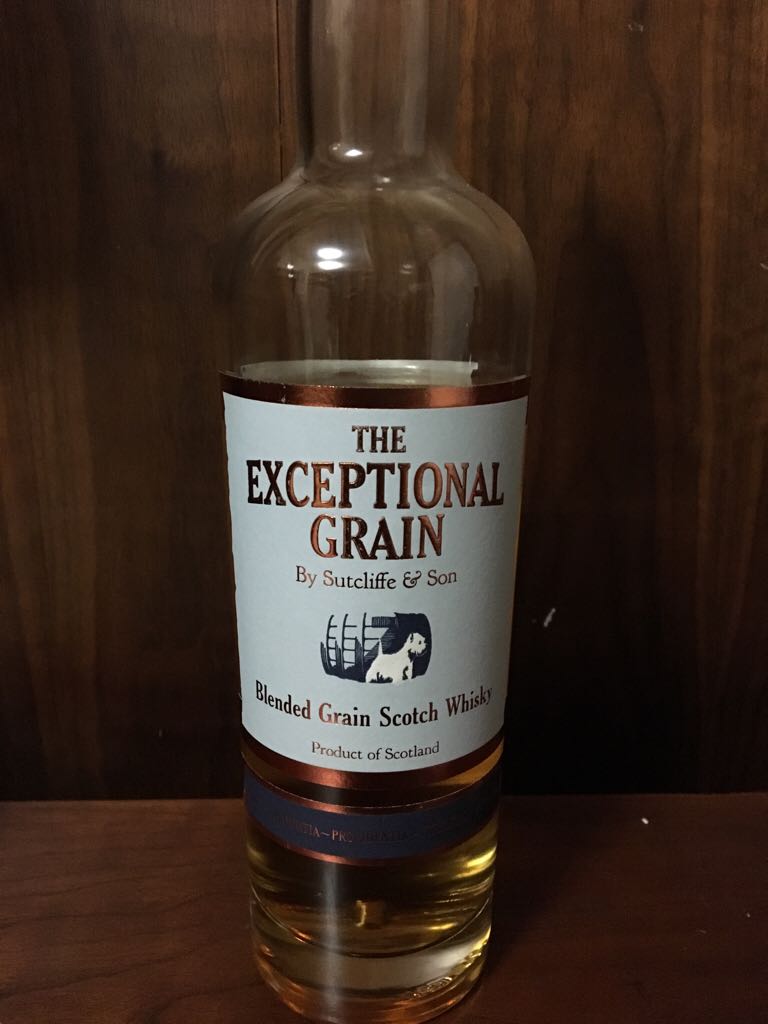 THE
EXCEPTIONAL
GRAIN
By Sutcliffe & Son
Blended Grain Scotch Whisky
Product of Scotland